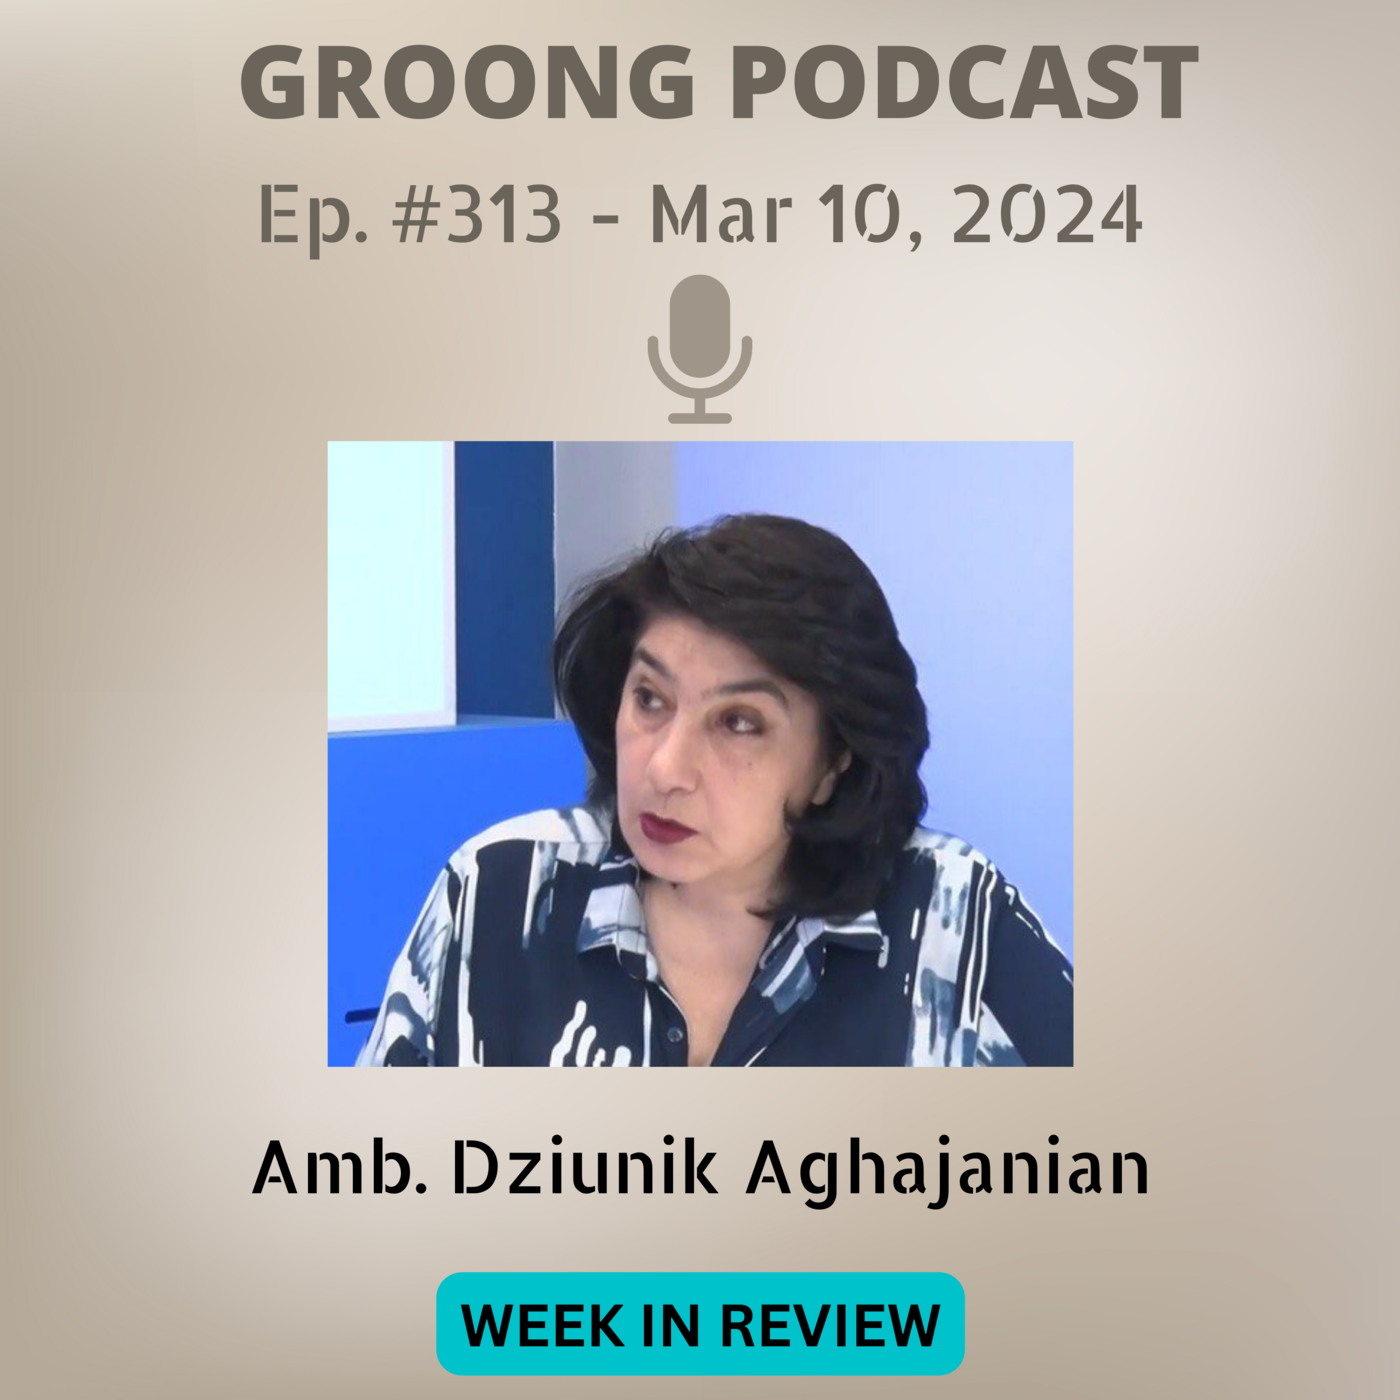 GROONG PODCAST
Ep. #313 - Mar 10, 2024
Amb. Dziunik Aghajanian
WEEK IN REVIEW